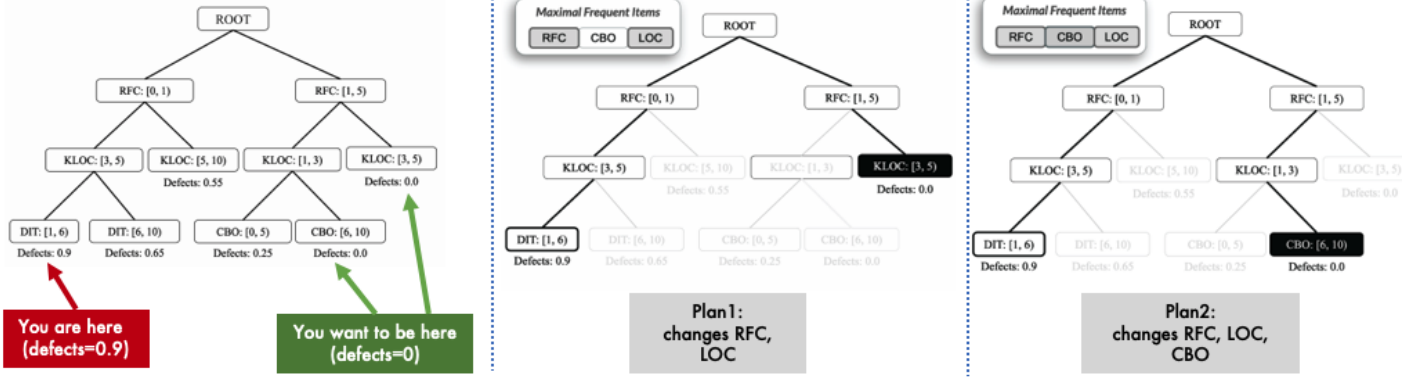 ROOT
RFC: [0, 1)
RFC: [1, 5)
KLOC: [3, 5)
KLOC: [5, 10)
KLOC: [1, 3)
KLOC: [3, 5)
Defects: 0.55
Defects: 0.0
DIT: [1, 6)
DIT: [6, 10)
CBO: [0, 5)
CBO: [6, 10)
Defects: 0.9
Defects: 0.65
Defects: 0.25
Defects: 0.0
You are here
(defects=0.9)
You want to be here
(defects=0)
Maximal Frequent Items
RFC
CBO
LOC
ROOT
RFC: [0, 1)
RFC: [1, 5)
KLOC: [3, 5)
KLOC: [5, 10)
KLOC: [1, 3)
KLOC: [3, 5)
Defects: 0.55
Defects: 0.0
DIT: [1, 6)
DIT: [6, 10)
CBO: [0, 5)
CBO: [6, 10)
Defects: 0.9
Defects: 0.65
Defects: 0.25
Defects: 0.0
Plan1:
changes RFC,
LOC
Maximal Frequent Items
RFC
CBO
LOC
ROOT
RFC: [0, 1)
RFC: [1, 5)
KLOC: [3, 5)
KLOC: [5, 10)
KLOC: [1, 3)
KLOC: [3, 5)
Defects: 0.55
Defects: 0.0
DIT: [1, 6)
DIT: [6, 10)
CBO: [0, 5)
CBO: [6, 10)
Defects: 0.9
Defects: 0.65
Defects: 0.25
Defects: 0.0
Plan2:
changes RFC, LOC,
CBO